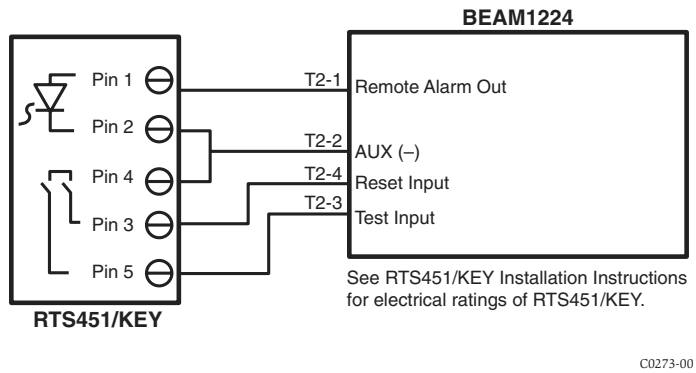 BEAM1224
Pin 1
T2-1
Remote Alarm Out
Pin 2
T2-2
AUX (–)
Pin 4
T2-4
Reset Input
Pin 3
T2-3
Test Input
Pin 5
RTS451/KEY
See RTS451/KEY Installation Instructions
for electrical ratings of RTS451/KEY.
C0273-00